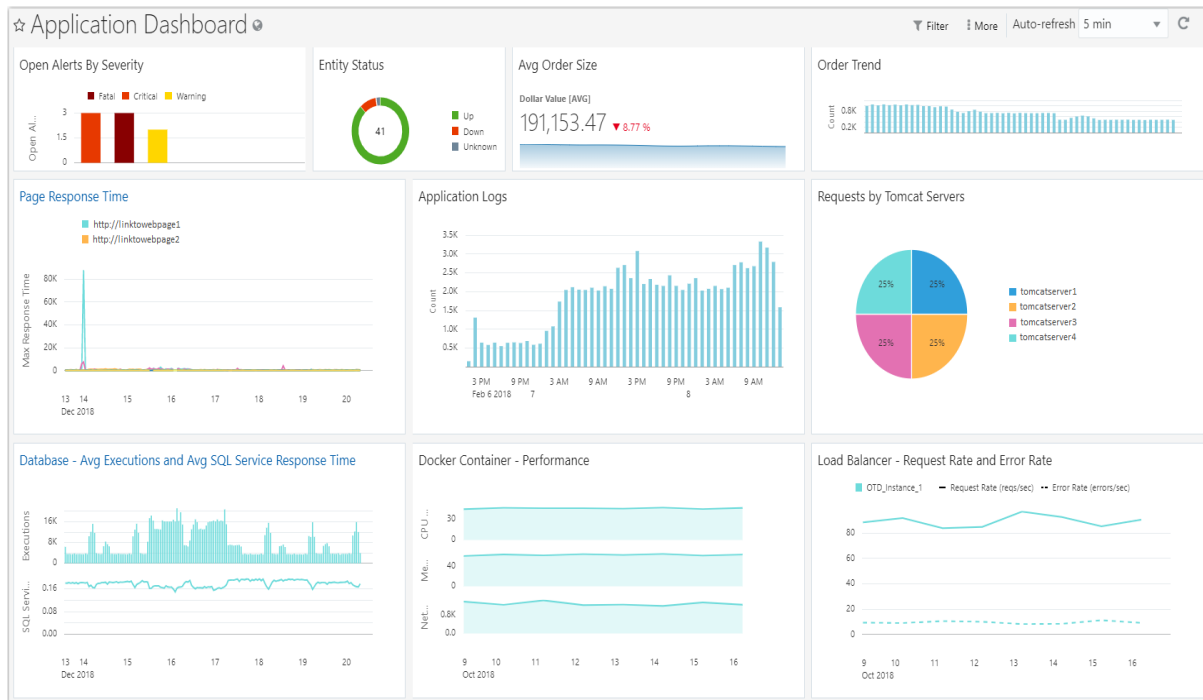 Application Dashboard
Filter
More
Auto-refresh
5 min
Open Alerts By Severity
Fatal
Critical
Warning
Open Al...
3
1.5
0
Entity Status
41
Up
Down
Unknown
Avg Order Size
Dollar Value [AVG]
191,153.47
8.77 %
Order Trend
Count
0.8K
0.2K
Page Response Time
http://linktowebpage1
http://linktowebpage2
Max Response Time
80K
60K
40K
20K
0
13 14 15 16 17 18 19 20
Dec 2018
Application Logs
Count
3.5K
3.0K
2.5K
2.0K
1.5K
1.0K
0.5K
3 PM 9 PM 3 AM 9 AM 3 PM 9 PM 3 AM 9 AM
Feb 6 2018 7 8
Requests by Tomcat Servers
25% 25%
25% 25%
tomcatserver1
tomcatserver2
tomcatserver3
tomcatserver4
Database - Avg Executions and Avg SQL Service Response Time
Executions
16K
8K
0
SQL Servi...
0.16
0.08
0.00
13 14 15 16 17 18 19 20
Dec 2018
Docker Container - Performance
CPU ...
30
0
Me...
40
0
Net...
0.8K
0.0
9 10 11 12 13 14 15 16
Oct 2018
Load Balancer - Request Rate and Error Rate
OTD_Instance_1
Request Rate (reqs/sec)
Error Rate (errors/sec)
80
60
40
20
0
9 10 11 12 13 14 15 16
Oct 2018